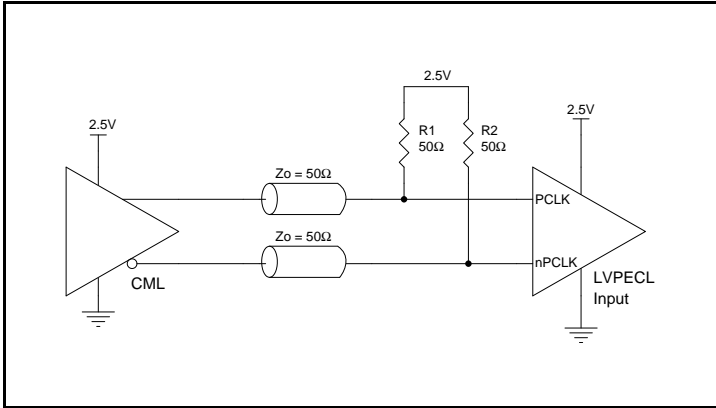 2.5V
2.5V
2.5V
R1
50Ω
R2
50Ω
Zo = 50Ω
PCLK
Zo = 50Ω
nPCLK
CML
LVPECL
Input